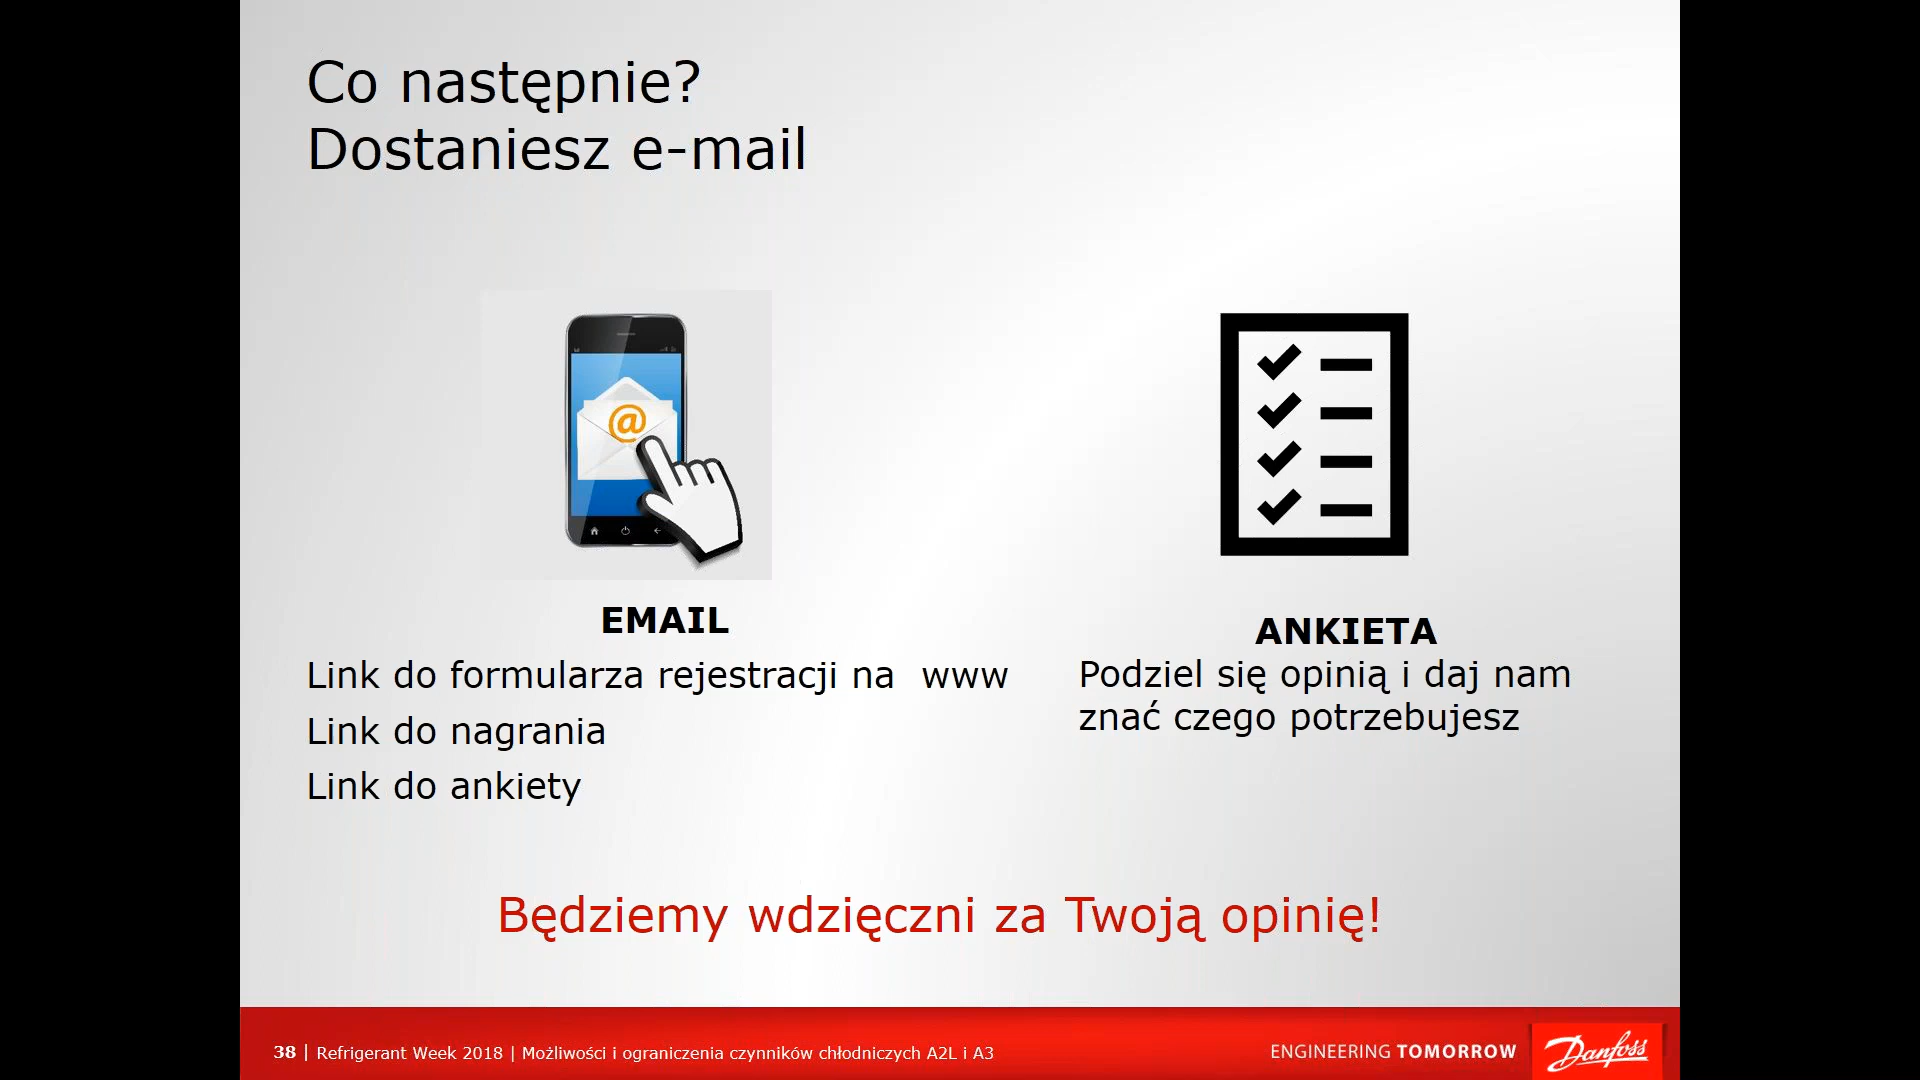 Co następnie?
Dostaniesz e-mail
@
EMAIL
Link do formularza rejestracji na  www
Link do nagrania
Link do ankiety
ANKIETA
Podziel się opinią i daj nam
znać czego potrzebujesz
Będziemy wdzięczni za Twoją opinię!
38 | Refrigerant Week 2018 | Możliwości i ograniczenia czynników chłodniczych A2L i A3
ENGINEERING TOMORROW
Danfoss